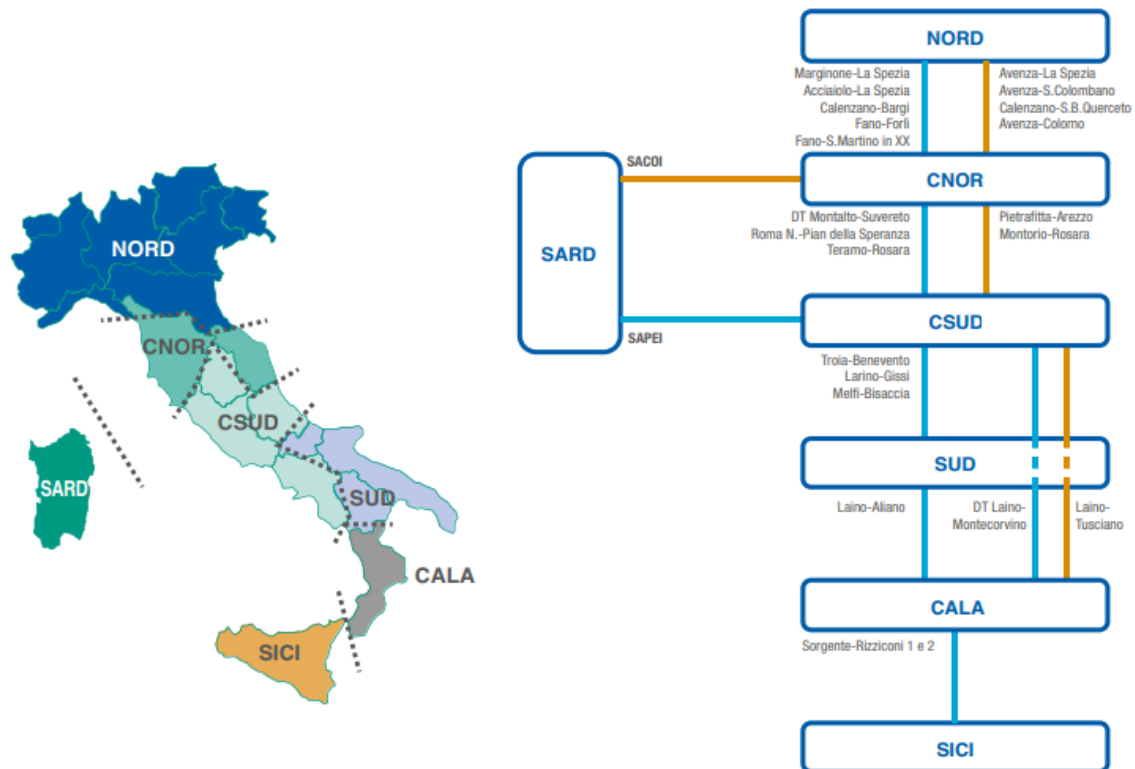 NORD
CNOR
CSUD
SARD
SUD
CALA
SICI
NORD
Marginone-La Spezia
Acciaiolo-La Spezia
Calenzano-Bargi
Fano-Forlì
Fano-S.Martino in XX
Avenza-La Spezia
Avenza-S.Colombano
Calenzano-S.B.Querceto
Avenza-Colorno
SACOI
CNOR
SARD
DT Montalto-Suvereto
Roma N.-Pian della Speranza
Teramo-Rosara
Pietrafitta-Arezzo
Montorio-Rosara
CSUD
SAPEI
Troia-Benevento
Larino-Gissi
Melfi-Bisaccia
SUD
Laino-Aliano
DT Laino-
Montecorvino
Laino-
Tusciano
CALA
Sorgente-Rizziconi 1 e 2
SICI